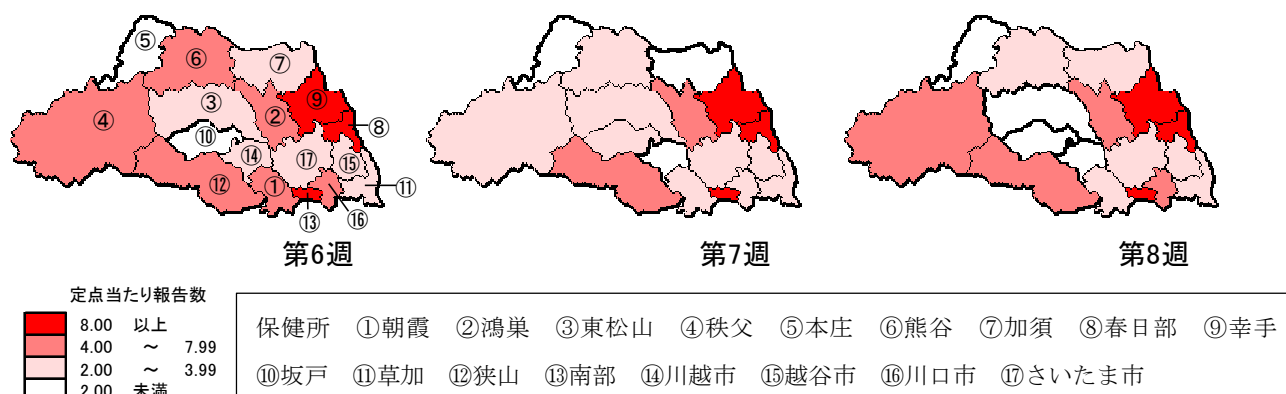 ⑤
⑥
⑦
⑨
③
②
④
⑧
⑩
⑭
⑰
⑮
⑫
①
⑪
⑬
⑯
第6週
第7週
第8週
定点当たり報告数
8.00 以上
4.00 ～ 7.99
2.00 ～ 3.99
2.00 未満
保健所 ①朝霞 ②鴻巣 ③東松山 ④秩父 ⑤本庄 ⑥熊谷 ⑦加須 ⑧春日部 ⑨幸手
⑩坂戸 ⑪草加 ⑫狭山 ⑬南部 ⑭川越市 ⑮越谷市 ⑯川口市 ⑰さいたま市